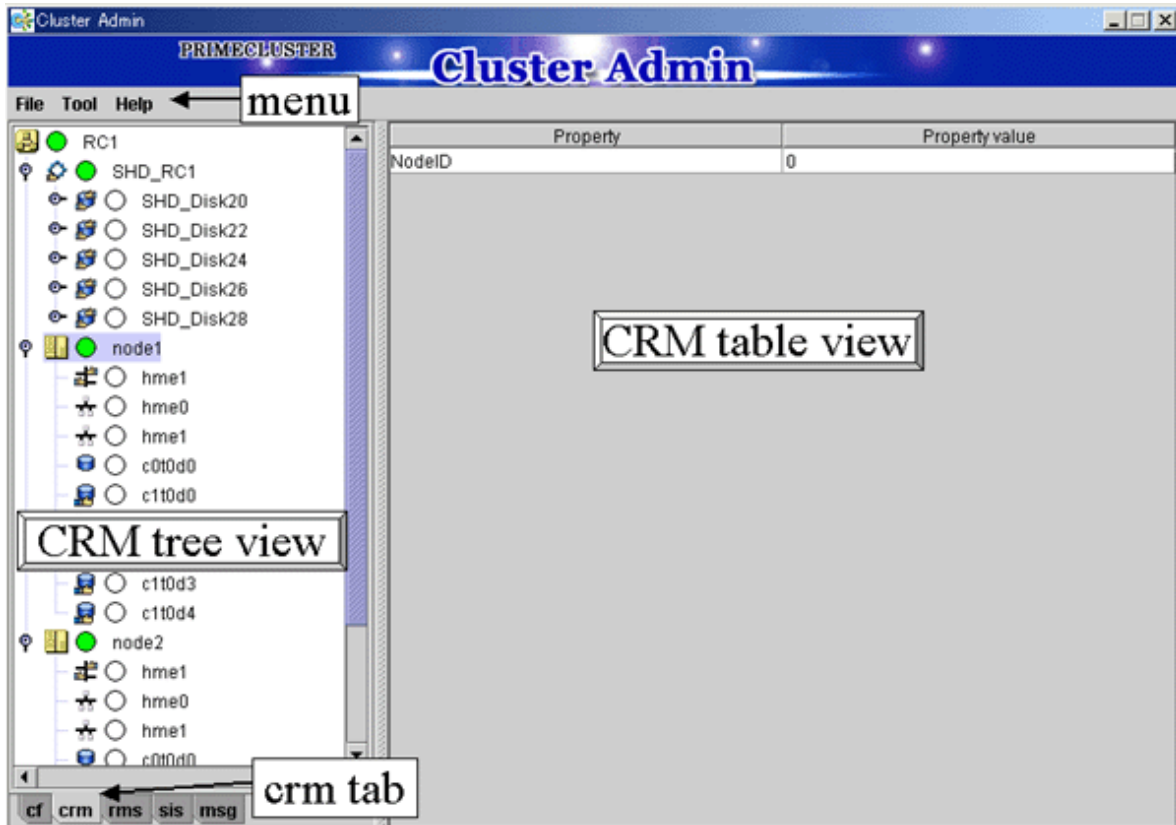 Cluster Admin
PRIMECLUSTER
Cluster Admin
File Tool Help
menu
Property Property value
NodeID 0
RC1
SHD_RC1
SHD_Disk20
SHD_Disk22
SHD_Disk24
SHD_Disk26
SHD_Disk28
CRM table view
node1
hme1
hme0
hme1
c0t0d0
c1t0d0
CRM tree view
c1t0d3
c1t0d4
node2
hme1
hme0
hme1
c0t0d0
crm tab
cf crm rms sis msg